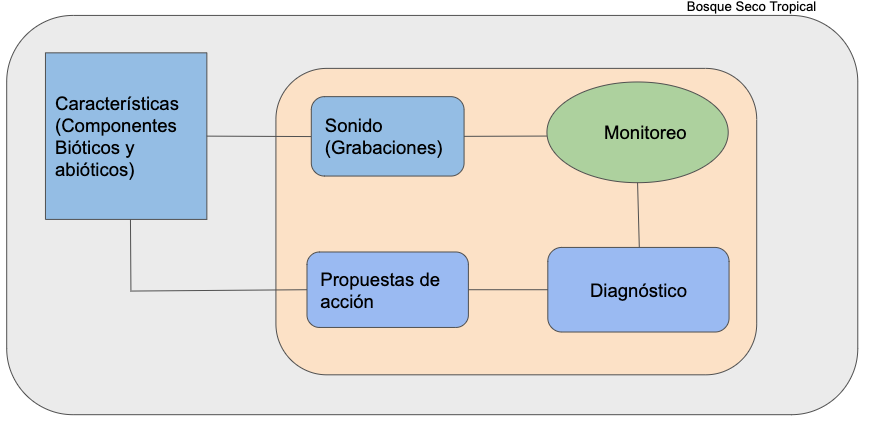 Bosque Seco Tropical
Características
(Componentes
Bióticos y
abióticos)
Sonido
(Grabaciones)
Monitoreo
Propuestas de
acción
Diagnóstico